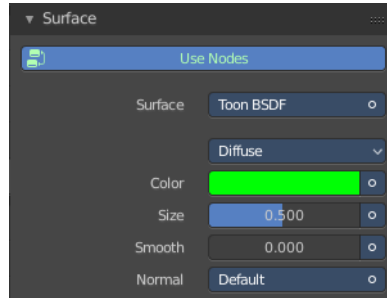 Surface
Use Nodes
Surface Toon BSDF
Diffuse
Color
Size 0.500
Smooth 0.000
Normal Default